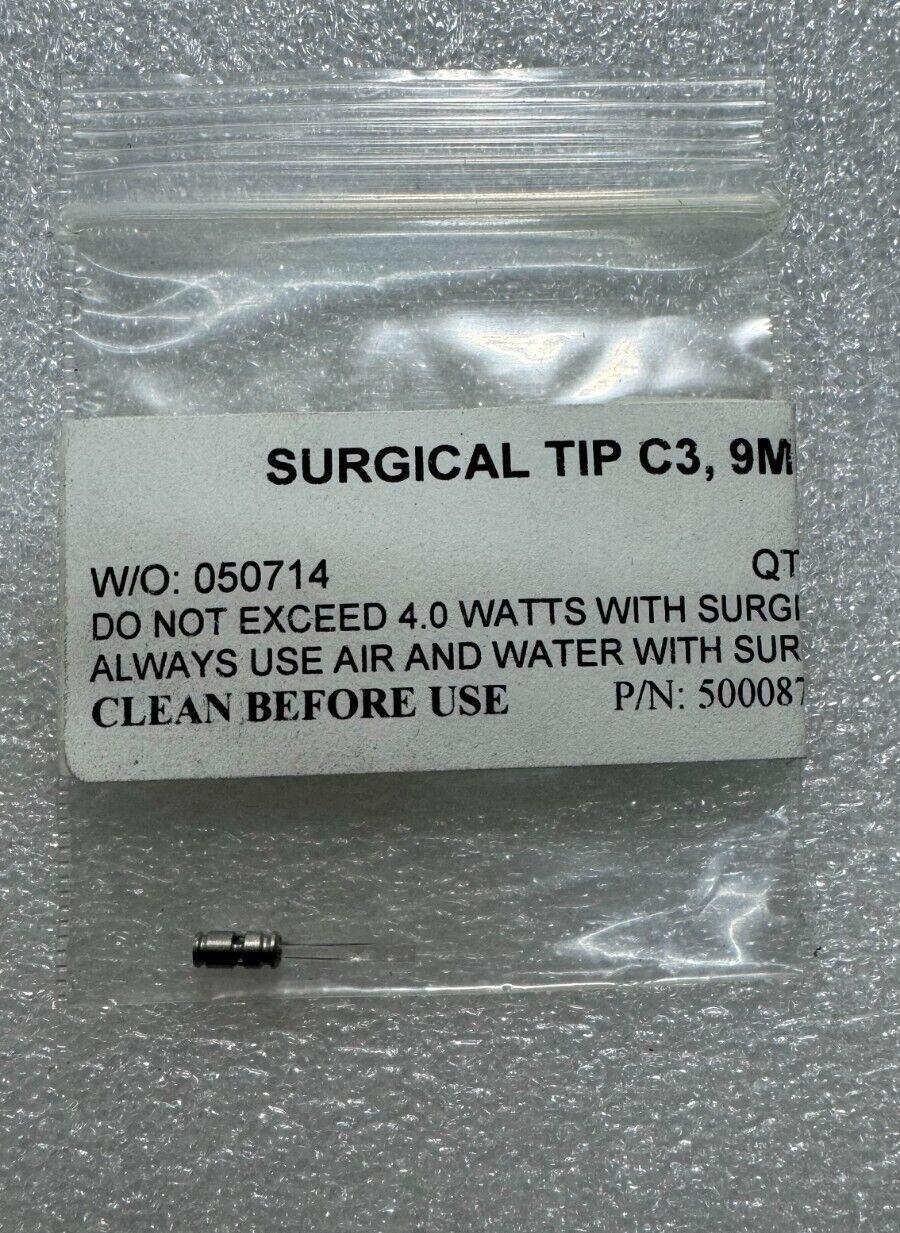 SURGICAL TIP C3, 9M
W/O: 050714 QT
DO NOT EXCEED 4.0 WATTS WITH SURGI
ALWAYS USE AIR AND WATER WITH SUR
CLEAN BEFORE USE P/N: 500087